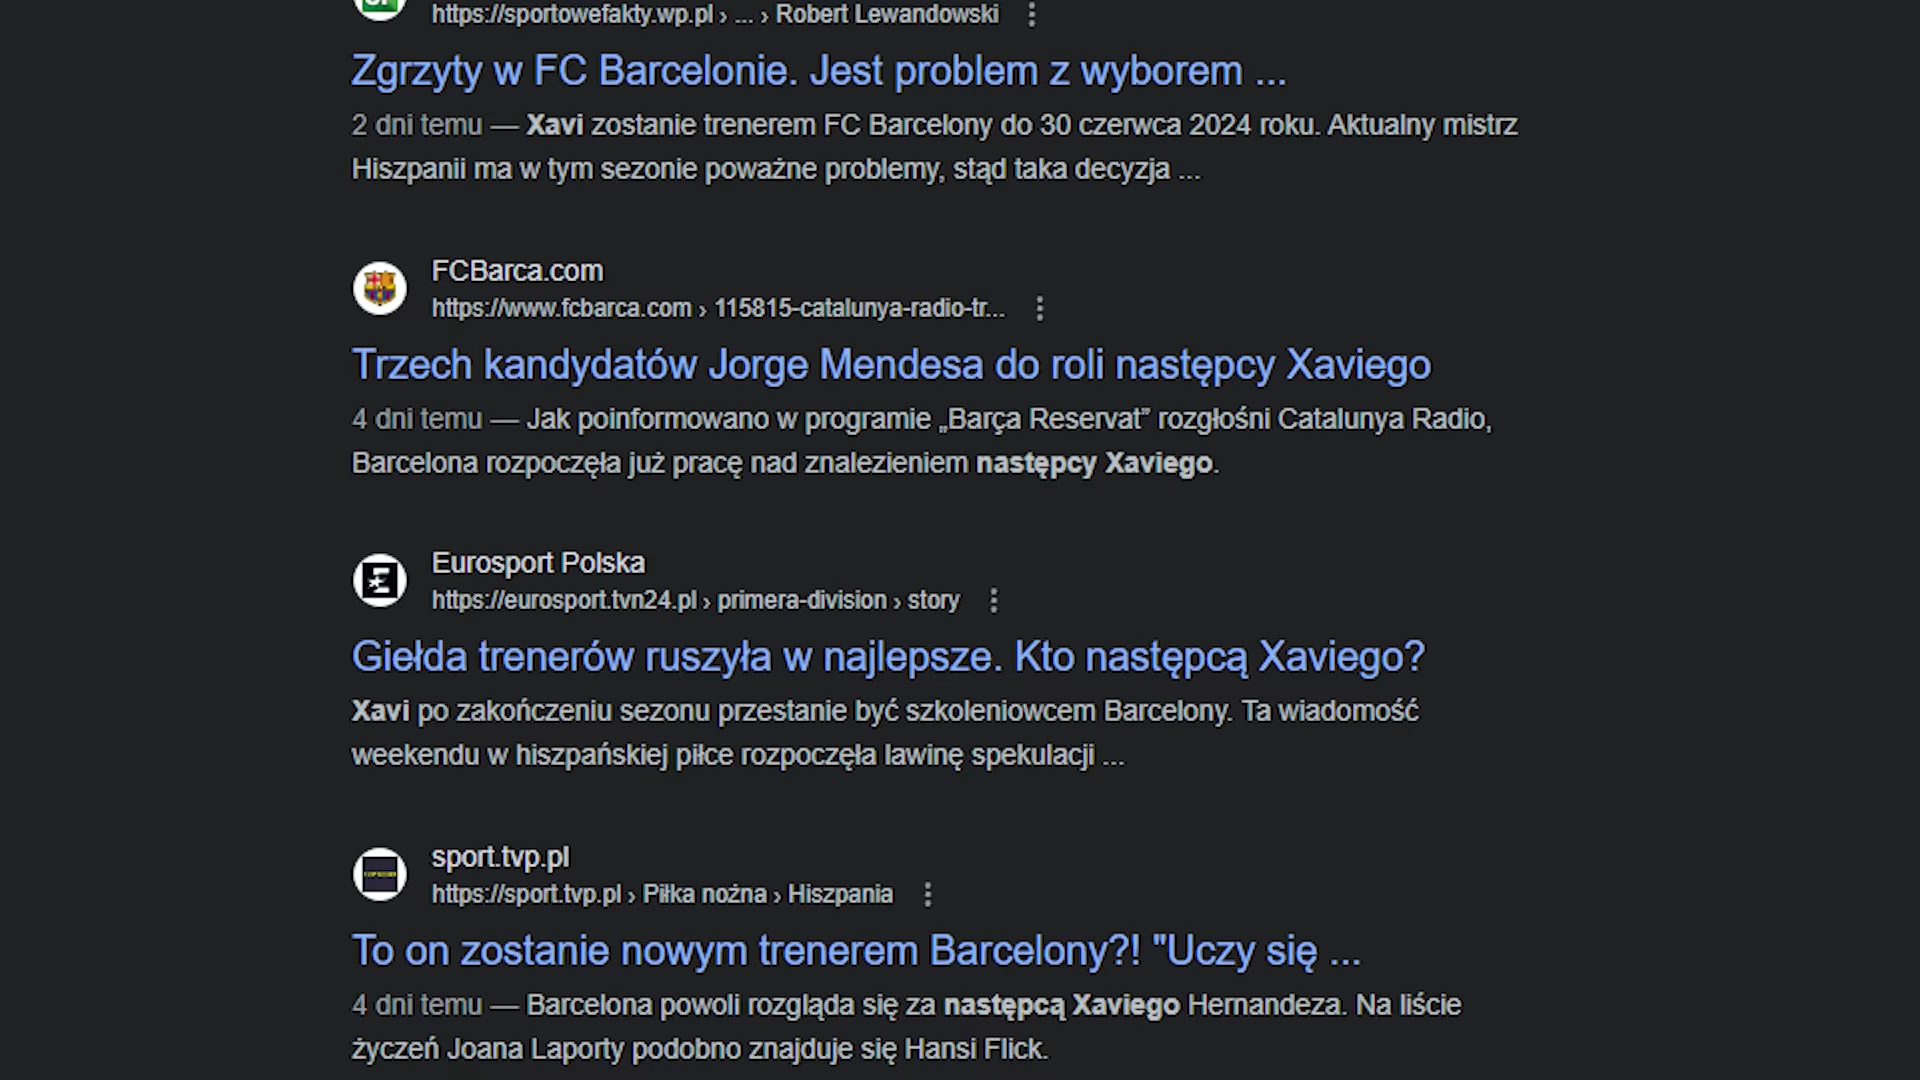 https://sportowefakty.wp.pl › ... › Robert Lewandowski
Zgrzyty w FC Barcelonie. Jest problem z wyborem ...
2 dni temu — Xavi zostanie trenerem FC Barcelony do 30 czerwca 2024 roku. Aktualny mistrz
Hiszpanii ma w tym sezonie poważne problemy, stąd taka decyzja ...
FCBarca.com
https://www.fcbarca.com › 115815-catalunya-radio-tr...
Trzech kandydatów Jorge Mendesa do roli następcy Xaviego
4 dni temu — Jak poinformowano w programie „Barça Reservat” rozgłośni Catalunya Radio,
Barcelona rozpoczęła już pracę nad znalezieniem następcy Xaviego.
Eurosport Polska
https://eurosport.tvn24.pl › primera-division › story
Giełda trenerów ruszyła w najlepsze. Kto następcą Xaviego?
Xavi po zakończeniu sezonu przestanie być szkoleniowcem Barcelony. Ta wiadomość
weekendu w hiszpańskiej piłce rozpoczęła lawinę spekulacji ...
sport.tvp.pl
https://sport.tvp.pl › Piłka nożna › Hiszpania
To on zostanie nowym trenerem Barcelony?! "Uczy się ...
4 dni temu — Barcelona powoli rozgląda się za następcą Xaviego Hernandeza. Na liście
życzeń Joana Laporty podobno znajduje się Hansi Flick.